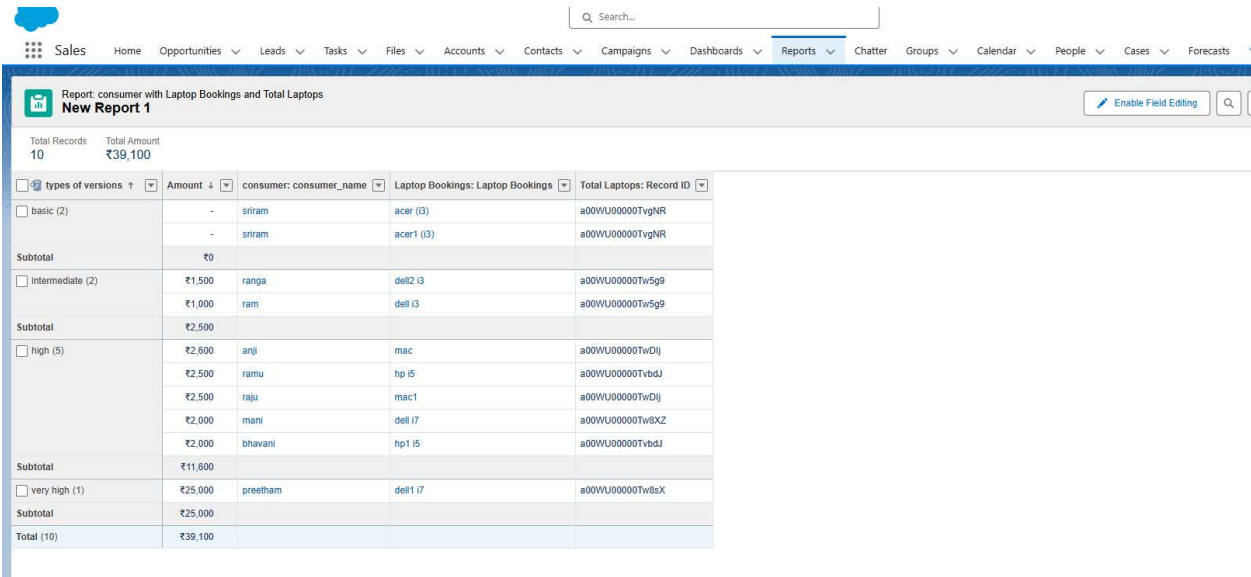 Search...
Sales Home Opportunities Leads Tasks Files Accounts Contacts Campaigns Dashboards Reports Chatter Groups Calendar People Cases Forecasts
Report: consumer with Laptop Bookings and Total Laptops
New Report 1
Enable Field Editing
Total Records Total Amount
10 ₹39,100
types of versions ↑ Amount ↓ consumer: consumer_name Laptop Bookings: Laptop Bookings Total Laptops: Record ID
basic (2) - sriram acer (i3) a00WU00000TvgNR
- sriram acer1 (i3) a00WU00000TvgNR
Subtotal ₹0
intermediate (2) ₹1,500 ranga dell2 i3 a00WU00000Tw5g9
₹1,000 ram dell i3 a00WU00000Tw5g9
Subtotal ₹2,500
high (5) ₹2,600 anji mac a00WU00000TwDIj
₹2,500 ramu hp i5 a00WU00000TvbdJ
₹2,500 raju mac1 a00WU00000TwDIj
₹2,000 mani dell i7 a00WU00000Tw8XZ
₹2,000 bhavani hp1 i5 a00WU00000TvbdJ
Subtotal ₹11,600
very high (1) ₹25,000 preetham dell1 i7 a00WU00000Tw8sX
Subtotal ₹25,000
Total (10) ₹39,100